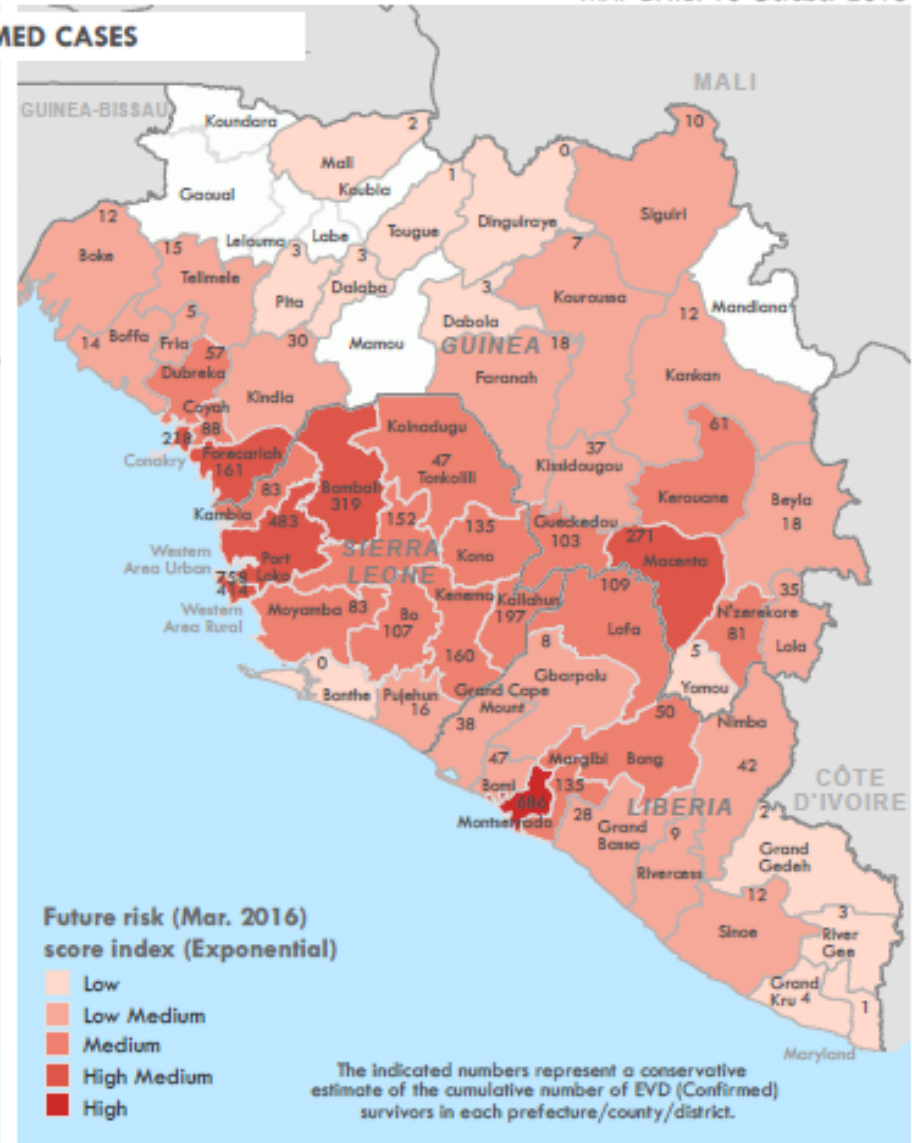 MED CASES
MALI
GUINEA-BISSAU
Koundara
2
10
Mali
0
Koubia
1
Gaoual
Siguiri
12
Dinguiraye
Lelouma
Labe
Tougue
15
7
Boke
3
3
Telimele
Dalaba
3
Kouroussa
Mandiana
Pita
12
5
Dabola
14
Boffa
Fria
30
Mamou
GUINEA
18
57
Dubreka
Faranah
Kankan
Kindia
Coyah
Koinadugu
61
88
218
37
Conakry
Forecariah
47
Kissidougou
161
Tonkolili
Bombali
Kerouane
Beyla
83
319
Kambia
152
135
Gueckedou
18
483
271
103
Western
Area Urban
Port
Loko
SIERRA
LEONE
Kono
Macenta
758
109
35
414
Kenema
Kailahun
N'zerekore
Western
Area Rural
Moyamba
83
Bo
197
Lofa
81
107
Lola
8
5
0
160
Gbarpolu
Yomou
Bonthe
Pujehun
Grand Cape
Mount
50
Nimba
16
38
47
Margibi
Bong
42
CÔTE
D'IVOIRE
Bomi
135
686
LIBERIA
2
Montserrado
28
Grand
Bassa
9
Grand
Gedeh
Rivercess
12
3
Sinoe
River
Gee
Grand
Kru
4
1
Maryland
Future risk (Mar. 2016)
score index (Exponential)
Low
Low Medium
Medium
High Medium
High
The indicated numbers represent a conservative
estimate of the cumulative number of EVD (Confirmed)
survivors in each prefecture/county/district.